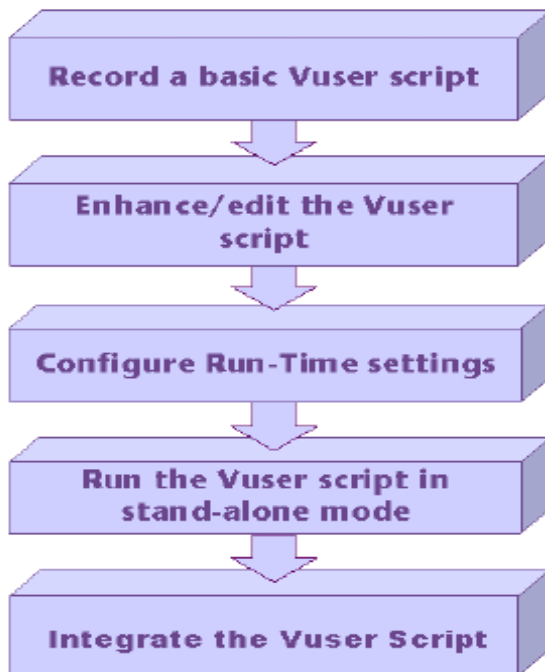 Record a basic Vuser script
Enhance/edit the Vuser
script
Configure Run-Time settings
Run the Vuser script in
stand-alone mode
Integrate the Vuser Script